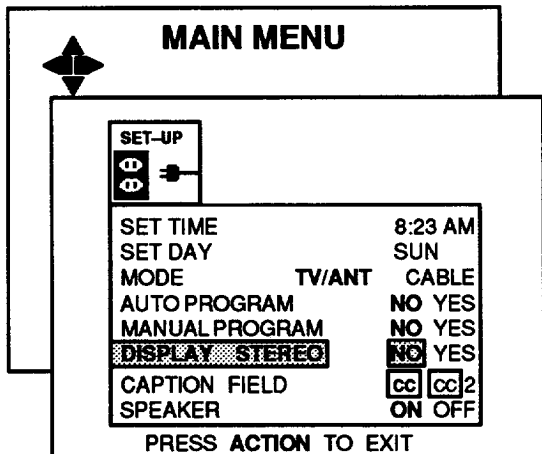 MAIN MENU
SET–UP
SET TIME 8:23 AM
SET DAY SUN
MODE TV/ANT CABLE
AUTO PROGRAM NO YES
MANUAL PROGRAM NO YES
DISPLAY STEREO NO YES
CAPTION FIELD CC CC2
SPEAKER ON OFF
PRESS ACTION TO EXIT